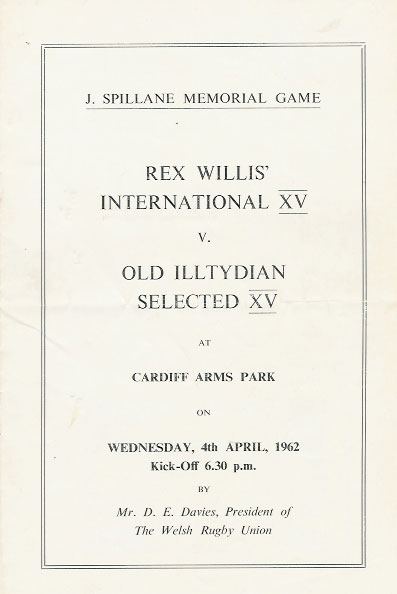 J. SPILLANE MEMORIAL GAME
REX WILLIS'
INTERNATIONAL XV
V.
OLD ILLTYDIAN
SELECTED XV
AT
CARDIFF ARMS PARK
ON
WEDNESDAY, 4th APRIL, 1962
Kick-Off 6.30 p.m.
BY
Mr. D. E. Davies, President of
The Welsh Rugby Union